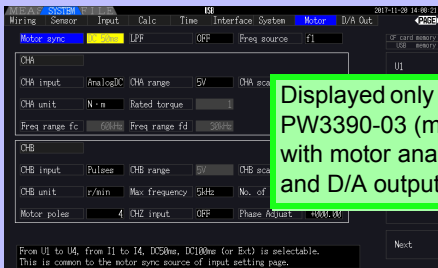 MEAS SYSTEM FILE USB 2017-11-20 14:08:21
Wiring Sensor Input Calc Time Interface System Motor D/A Out PAGE
Motor sync DC 50ms LPF OFF Freq source f1
CF card memory
USB memory
U1
CHA
CHA input AnalogDC CHA range 5V CHA sca
CHA unit N・m Rated torque 1
Freq range fc 60kHz Freq range fd 30kHz
CHB
CHB input Pulses CHB range 5V CHB sca
CHB unit r/min Max frequency 5kHz No. of
Motor poles 4 CHZ input OFF Phase Adjust +000.00
Displayed only
PW3390-03 (m
with motor ana
and D/A output
Next
From U1 to U4, from I1 to I4, DC50ms, DC100ms (or Ext) is selectable.
This is common to the motor sync source of input setting page.